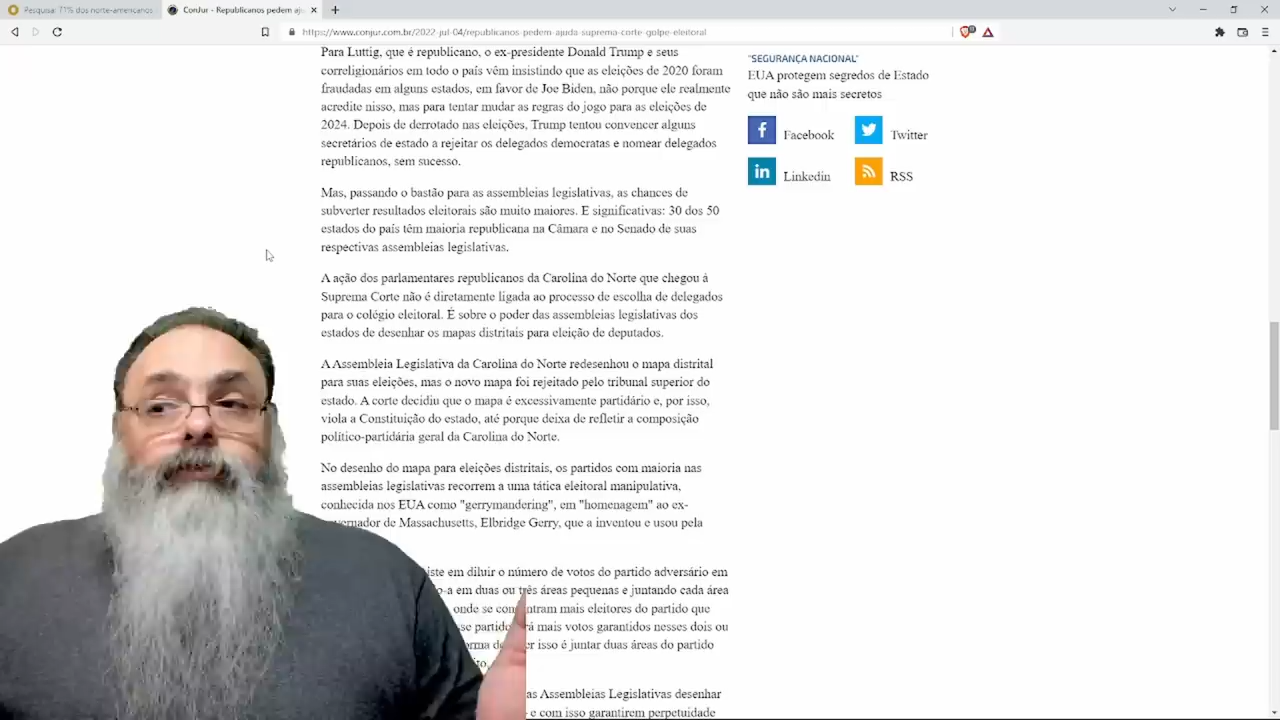 Pesquisa: 71% dos norte-americanos
ConJur - Republicanos pedem aju
https://www.conjur.com.br/2022-jul-04/republicanos-pedem-ajuda-suprema-corte-golpe-eleitoral
Para Luttig, que é republicano, o ex-presidente Donald Trump e seus
correligionários em todo o país vêm insistindo que as eleições de 2020 foram
fraudadas em alguns estados, em favor de Joe Biden, não porque ele realmente
acredite nisso, mas para tentar mudar as regras do jogo para as eleições de
2024. Depois de derrotado nas eleições, Trump tentou convencer alguns
secretários de estado a rejeitar os delegados democratas e nomear delegados
republicanos, sem sucesso.
Mas, passando o bastão para as assembleias legislativas, as chances de
subverter resultados eleitorais são muito maiores. E significativas: 30 dos 50
estados do país têm maioria republicana na Câmara e no Senado de suas
respectivas assembleias legislativas.
A ação dos parlamentares republicanos da Carolina do Norte que chegou à
Suprema Corte não é diretamente ligada ao processo de escolha de delegados
para o colégio eleitoral. É sobre o poder das assembleias legislativas dos
estados de desenhar os mapas distritais para eleição de deputados.
A Assembleia Legislativa da Carolina do Norte redesenhou o mapa distrital
para suas eleições, mas o novo mapa foi rejeitado pelo tribunal superior do
estado. A corte decidiu que o mapa é excessivamente partidário e, por isso,
viola a Constituição do estado, até porque deixa de refletir a composição
político-partidária geral da Carolina do Norte.
No desenho do mapa para eleições distritais, os partidos com maioria nas
assembleias legislativas recorrem a uma tática eleitoral manipulativa,
conhecida nos EUA como "gerrymandering", em "homenagem" ao ex-
governador de Massachusetts, Elbridge Gerry, que a inventou e usou pela
iste em diluir o número de votos do partido adversário em
o-a em duas ou três áreas pequenas e juntando cada área
onde se concentram mais eleitores do partido que
se partido rá mais votos garantidos nesses dois ou
orma de er isso é juntar duas áreas do partido
ito.
as Assembleias Legislativas desenhar
e com isso garantirem perpetuidade
"SEGURANÇA NACIONAL"
EUA protegem segredos de Estado
que não são mais secretos
Facebook
Twitter
Linkedin
RSS